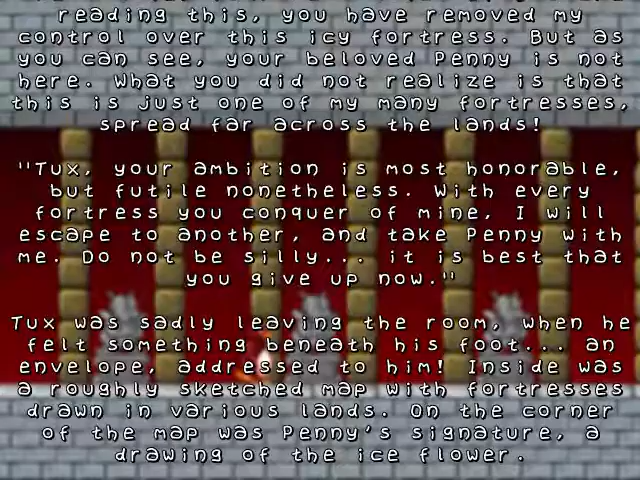 reading this, you have removed my
control over this icy fortress. But as
you can see, your beloved Penny is not
here. What you did not realize is that
this is just one of my many fortresses,
spread far across the lands!
"Tux, your ambition is most honorable,
but futile nonetheless. With every
fortress you conquer of mine, I will
escape to another, and take Penny with
me. Do not be silly... it is best that
you give up now."
Tux was sadly leaving the room, when he
felt something beneath his foot... an
envelope, addressed to him! Inside was
a roughly sketched map with fortresses
drawn in various lands. On the corner
of the map was Penny's signature, a
drawing of the ice flower.